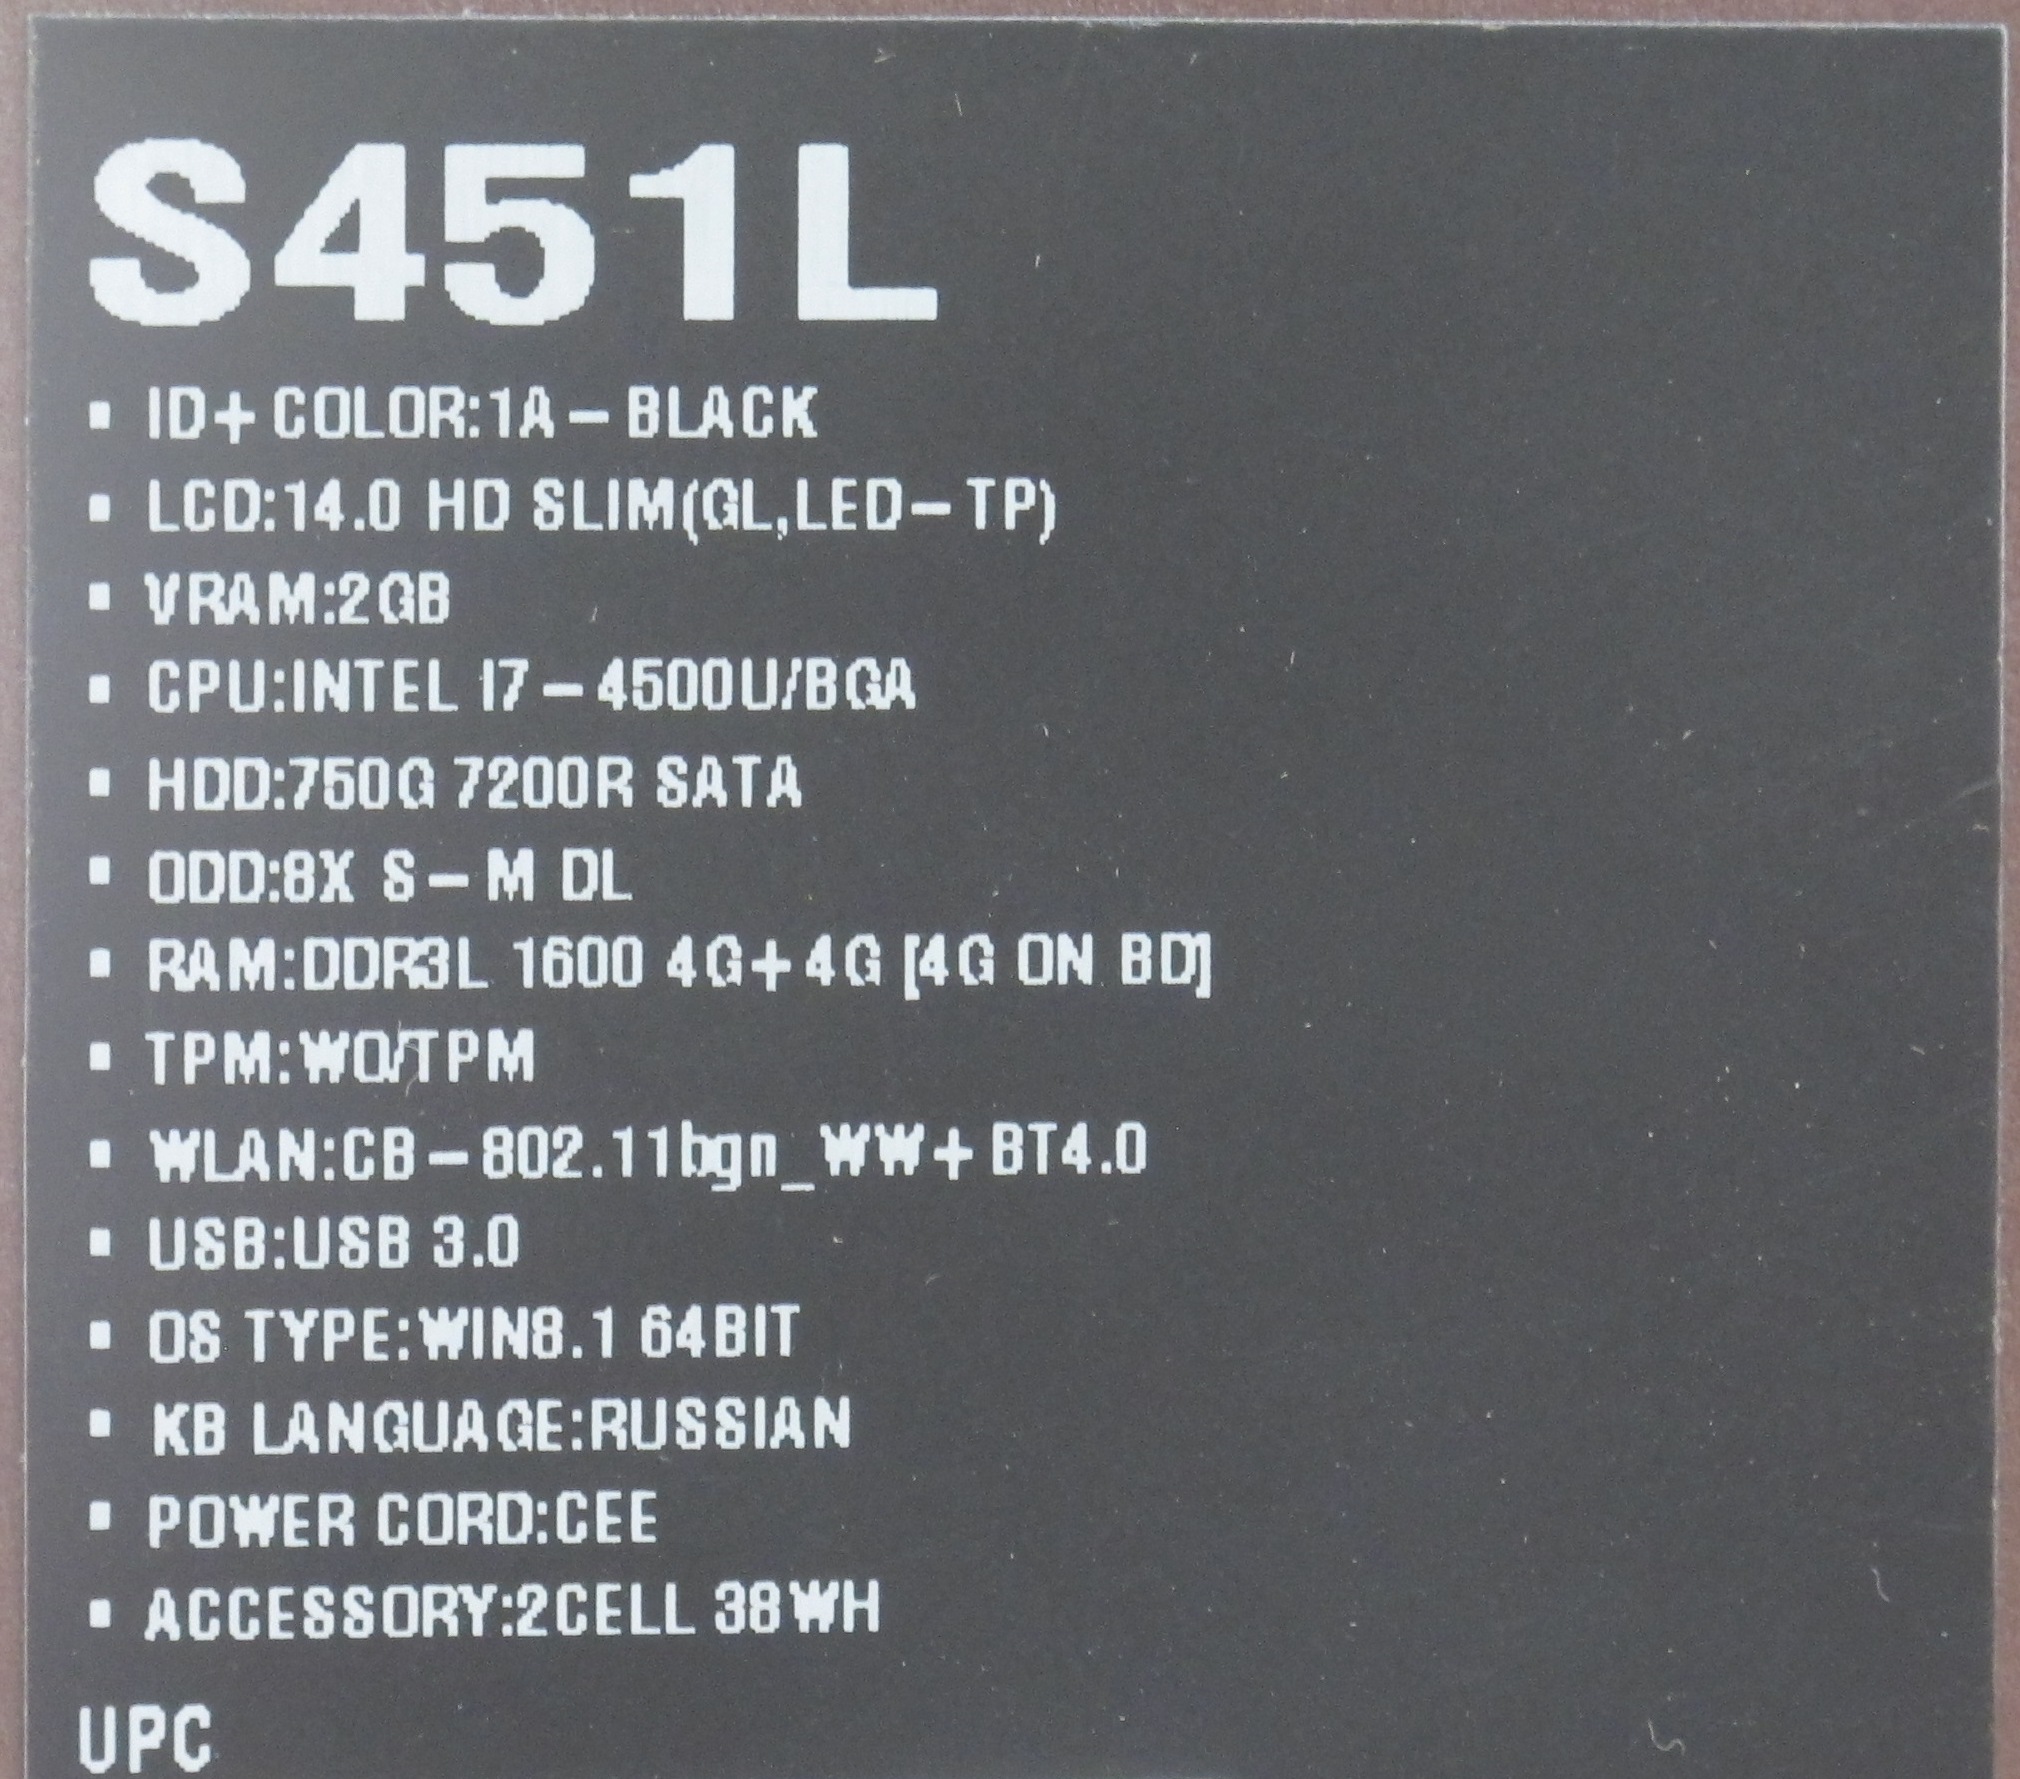 S451L
▪ ID+COLOR:1A-BLACK
▪ LCD:14.0 HD SLIM(GL,LED-TP)
▪ VRAM:2GB
▪ CPU:INTEL I7-4500U/BGA
▪ HDD:750G 7200R SATA
▪ ODD:8X S-M DL
▪ RAM:DDR3L 1600 4G+4G [4G ON BD]
▪ TPM:WO/TPM
▪ WLAN:CB-802.11bgn_WW+BT4.0
▪ USB:USB 3.0
▪ OS TYPE:WIN8.1 64BIT
▪ KB LANGUAGE:RUSSIAN
▪ POWER CORD:CEE
▪ ACCESSORY:2CELL 38WH
UPC